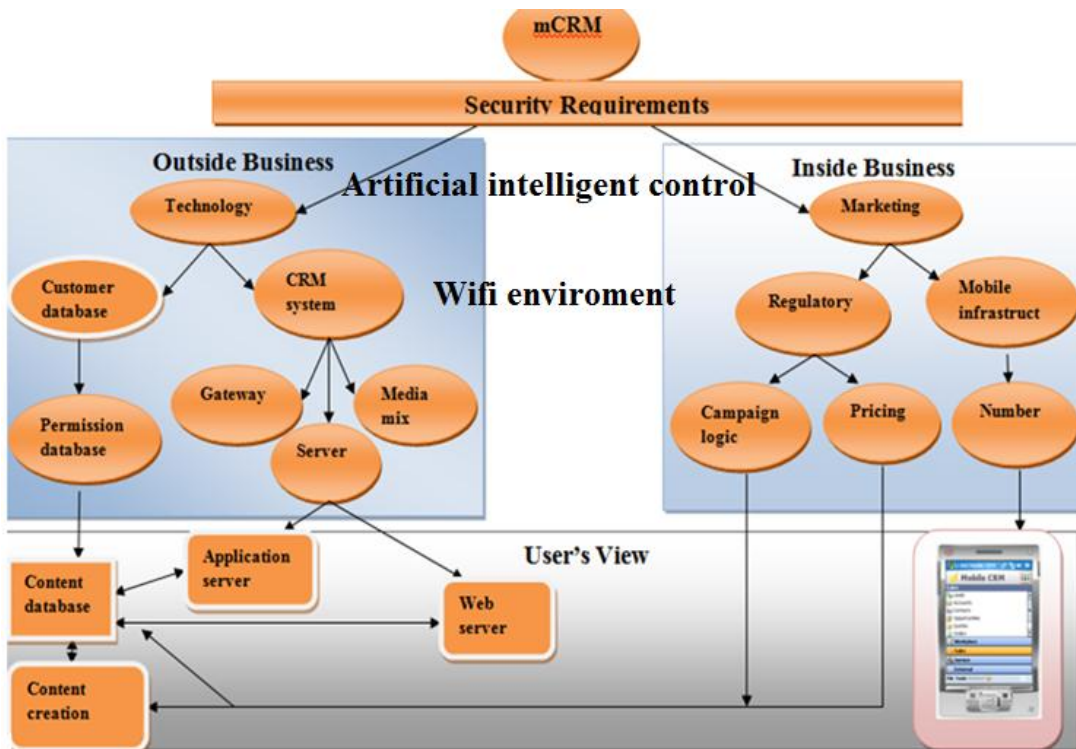 mCRM
Security Requirements
Outside Business
Artificial intelligent control
Inside Business
Technology
Marketing
Customer
database
CRM
system
Wifi enviroment
Regulatory
Mobile
infrastruct
Gateway
Media
mix
Campaign
logic
Pricing
Number
Permission
database
Server
User's View
Application
server
Content
database
Web
server
Content
creation
Mobile CRM